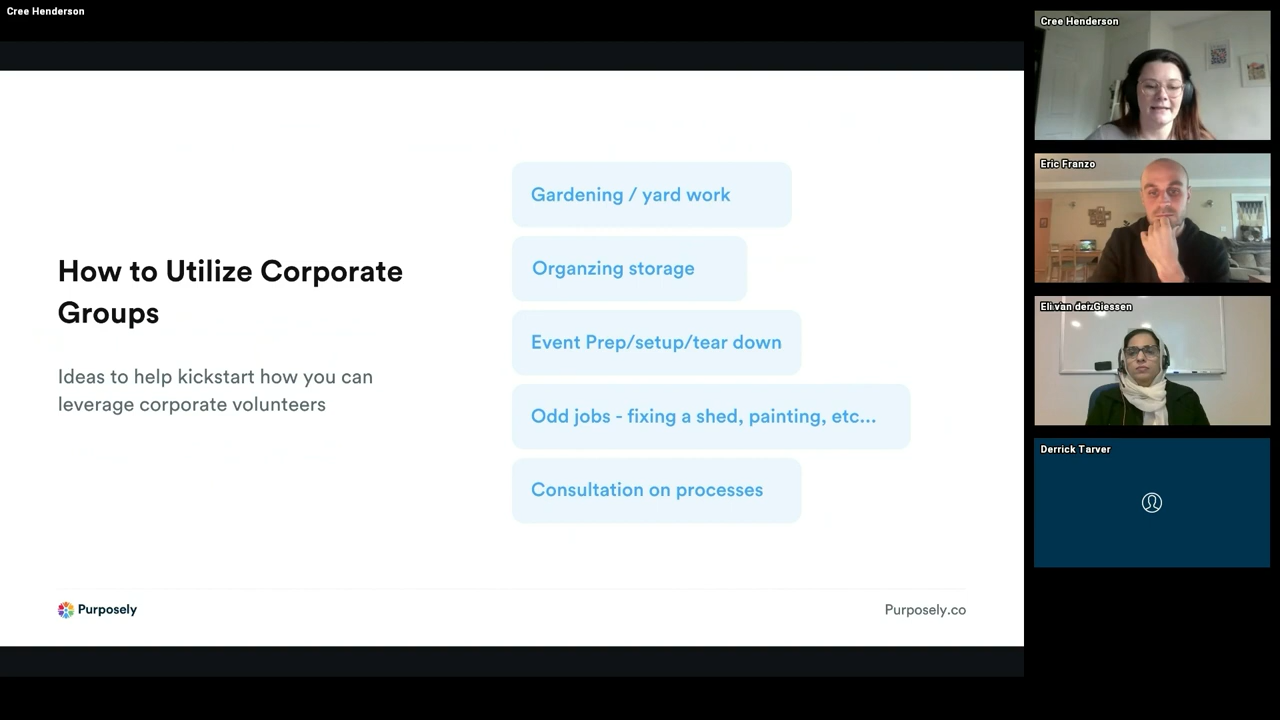 Cree Henderson
How to Utilize Corporate
Groups
Ideas to help kickstart how you can
leverage corporate volunteers
Gardening / yard work
Organzing storage
Event Prep/setup/tear down
Odd jobs - fixing a shed, painting, etc...
Consultation on processes
Purposely
Purposely.co
Cree Henderson
Eric Franzo
Eli van der Giessen
Derrick Tarver